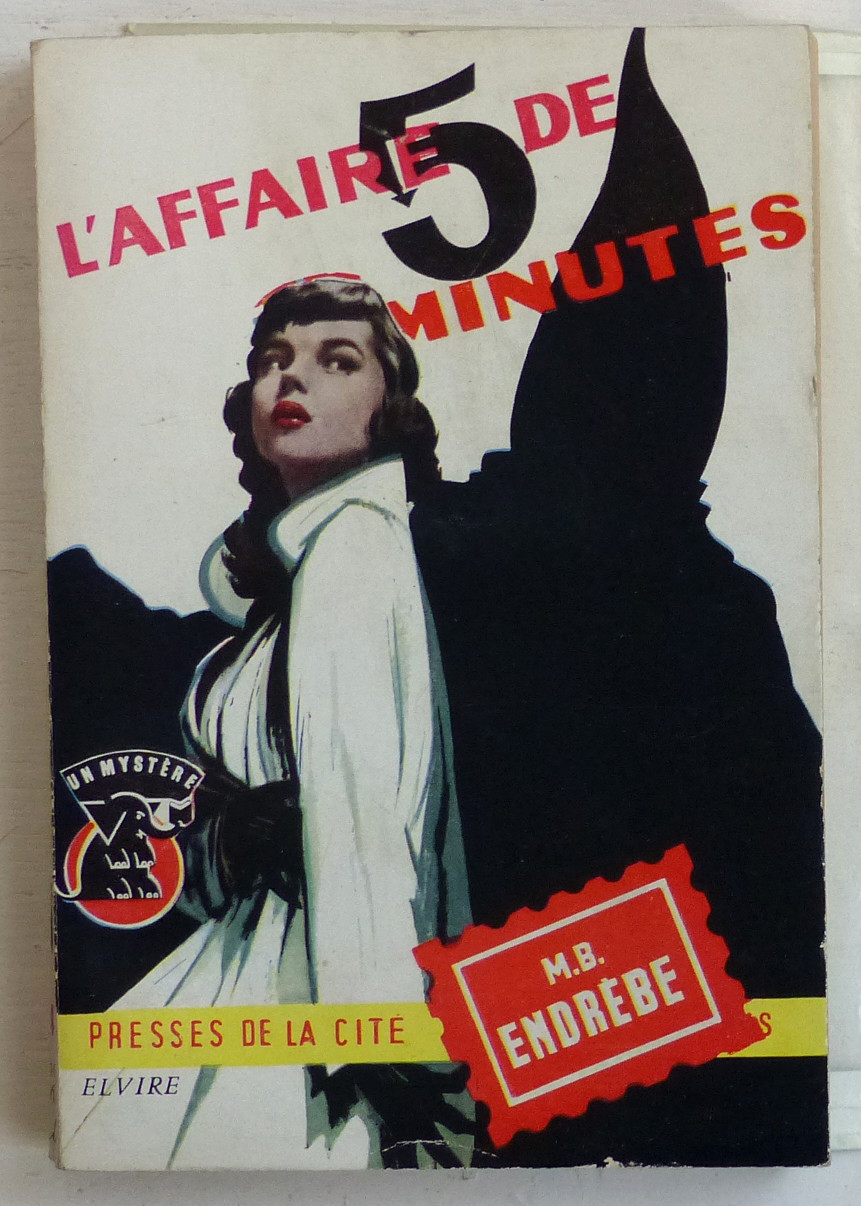 L'AFFAIRE DE
5
MINUTES
UN MYSTÈRE
M.B.
ENDRÈBE
PRESSES DE LA CITÉ
ELVIRE